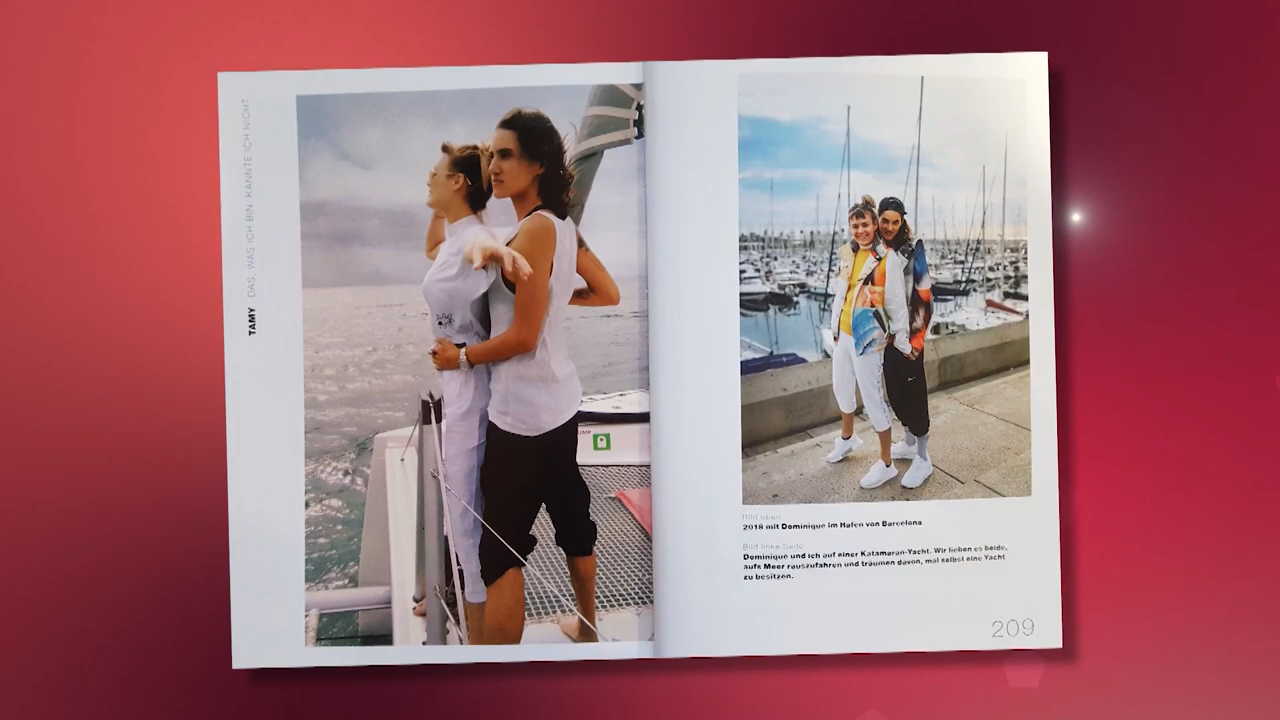 TAMY DAS, WAS ICH BIN, KANNTE ICH NICHT
Bild oben
2018 mit Dominique im Hafen von Barcelona
Bild linke Seite
Dominique und ich auf einer Katamaran-Yacht. Wir lieben es beide,
aufs Meer rauszufahren und träumen davon, mal selbst eine Yacht
zu besitzen.
209